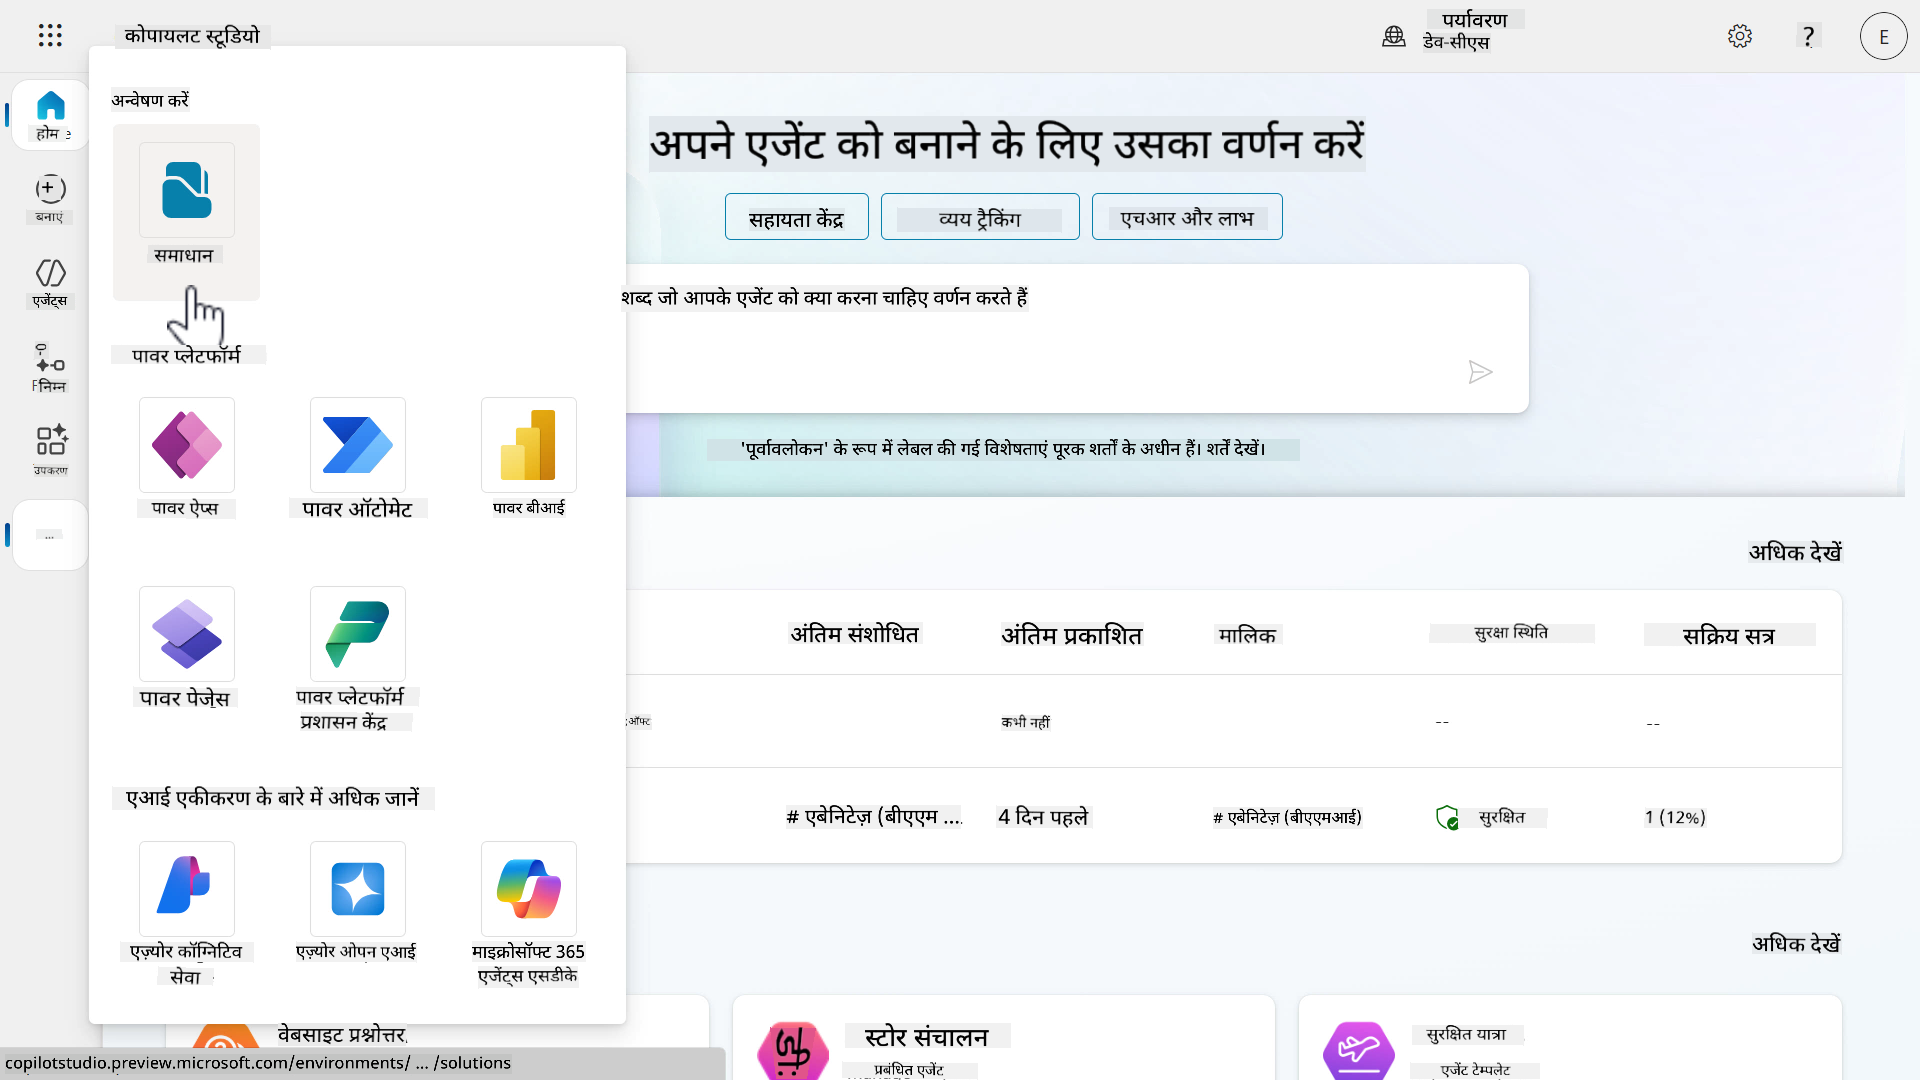 कोपायलट स्टूडियो
पर्यावरण
डेव-सीएस
?
E
होम
बनाएं
एजेंट्स
निम्न
उपकरण
...
अन्वेषण करें
समाधान
पावर प्लेटफॉर्म
पावर ऐप्स
पावर ऑटोमेट
पावर बीआई
पावर पेजेस
पावर प्लेटफॉर्म
प्रशासन केंद्र
एआई एकीकरण के बारे में अधिक जानें
एज़्योर कॉग्निटिव
सेवा
एज़्योर ओपन एआई
माइक्रोसॉफ्ट 365
एजेंट्स एसडीके
अपने एजेंट को बनाने के लिए उसका वर्णन करें
सहायता केंद्र
व्यय ट्रैकिंग
एचआर और लाभ
शब्द जो आपके एजेंट को क्या करना चाहिए वर्णन करते हैं
'पूर्वावलोकन' के रूप में लेबल की गई विशेषताएं पूरक शर्तों के अधीन हैं। शर्तें देखें।
अधिक देखें
अंतिम संशोधित
अंतिम प्रकाशित
मालिक
सुरक्षा स्थिति
सक्रिय सत्र
कभी नहीं
--
--
# एबेनिटेज़ (बीएएम ....
4 दिन पहले
# एबेनिटेज़ (बीएएमआई)
सुरक्षित
1 (12%)
अधिक देखें
वेबसाइट प्रश्नोत्तर
स्टोर संचालन
प्रबंधित एजेंट
सुरक्षित यात्रा
एजेंट टेम्पलेट
copilotstudio.preview.microsoft.com/environments/ ... /solutions